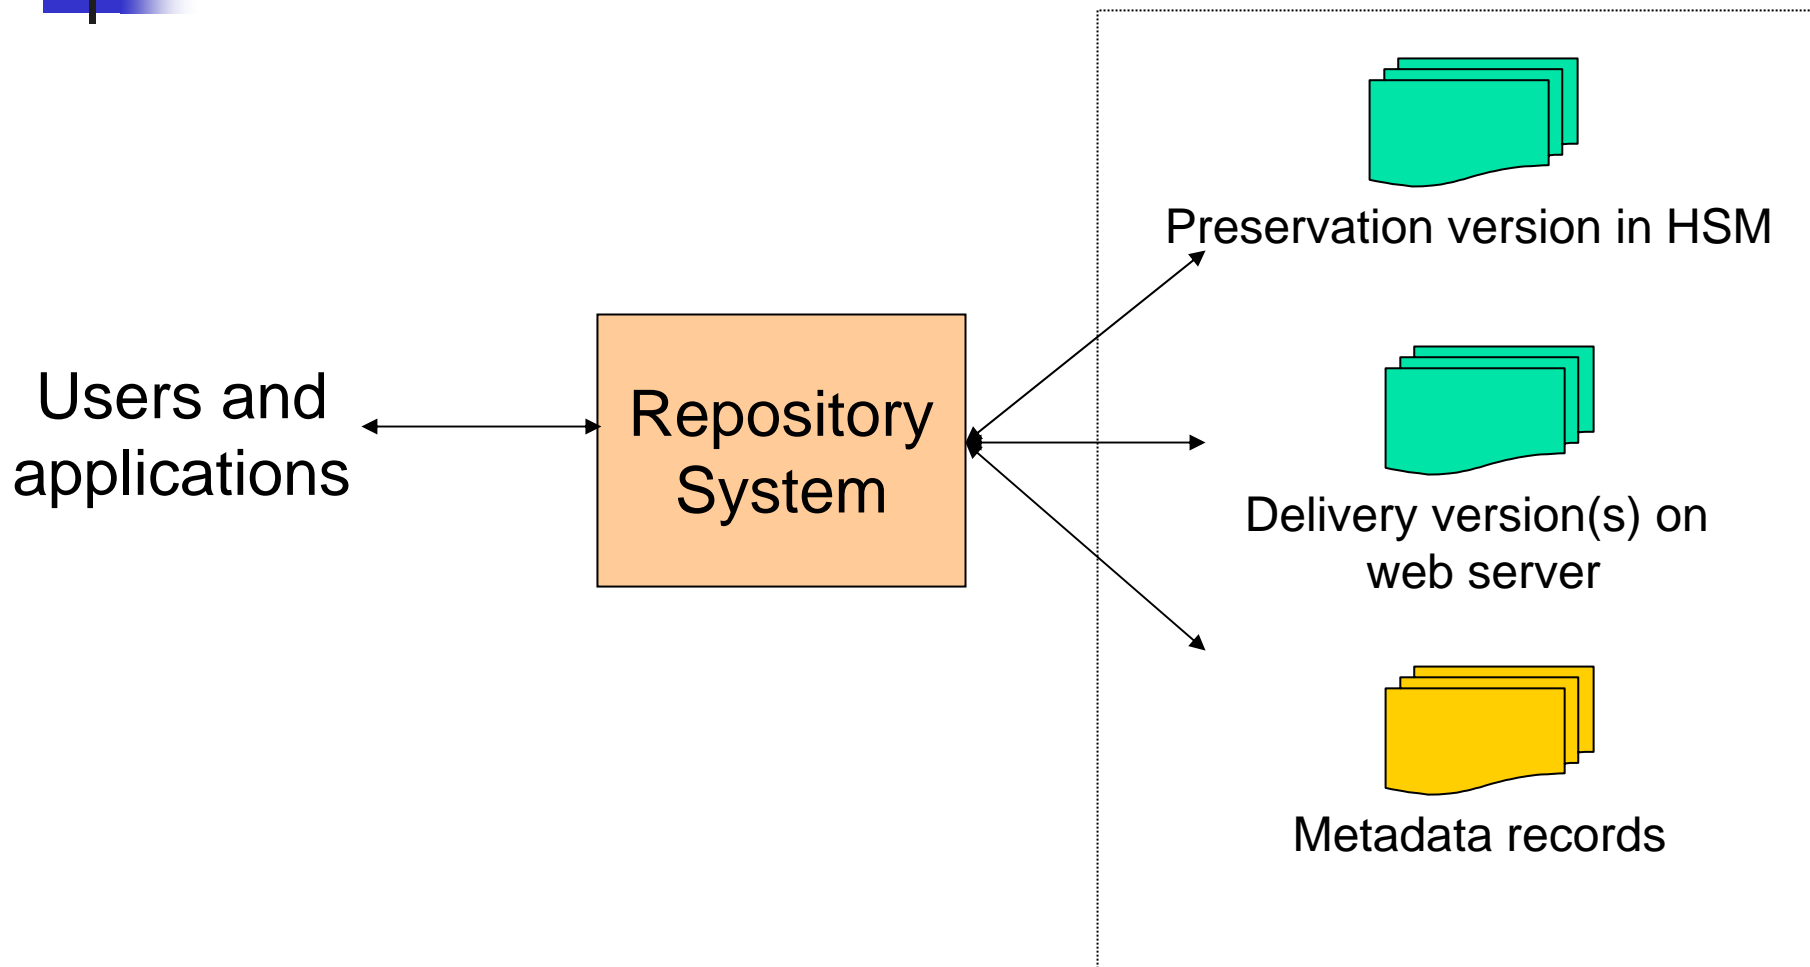 Preservation version in HSM
Users and
applications
Repository
System
Delivery version(s) on
web server
Metadata records